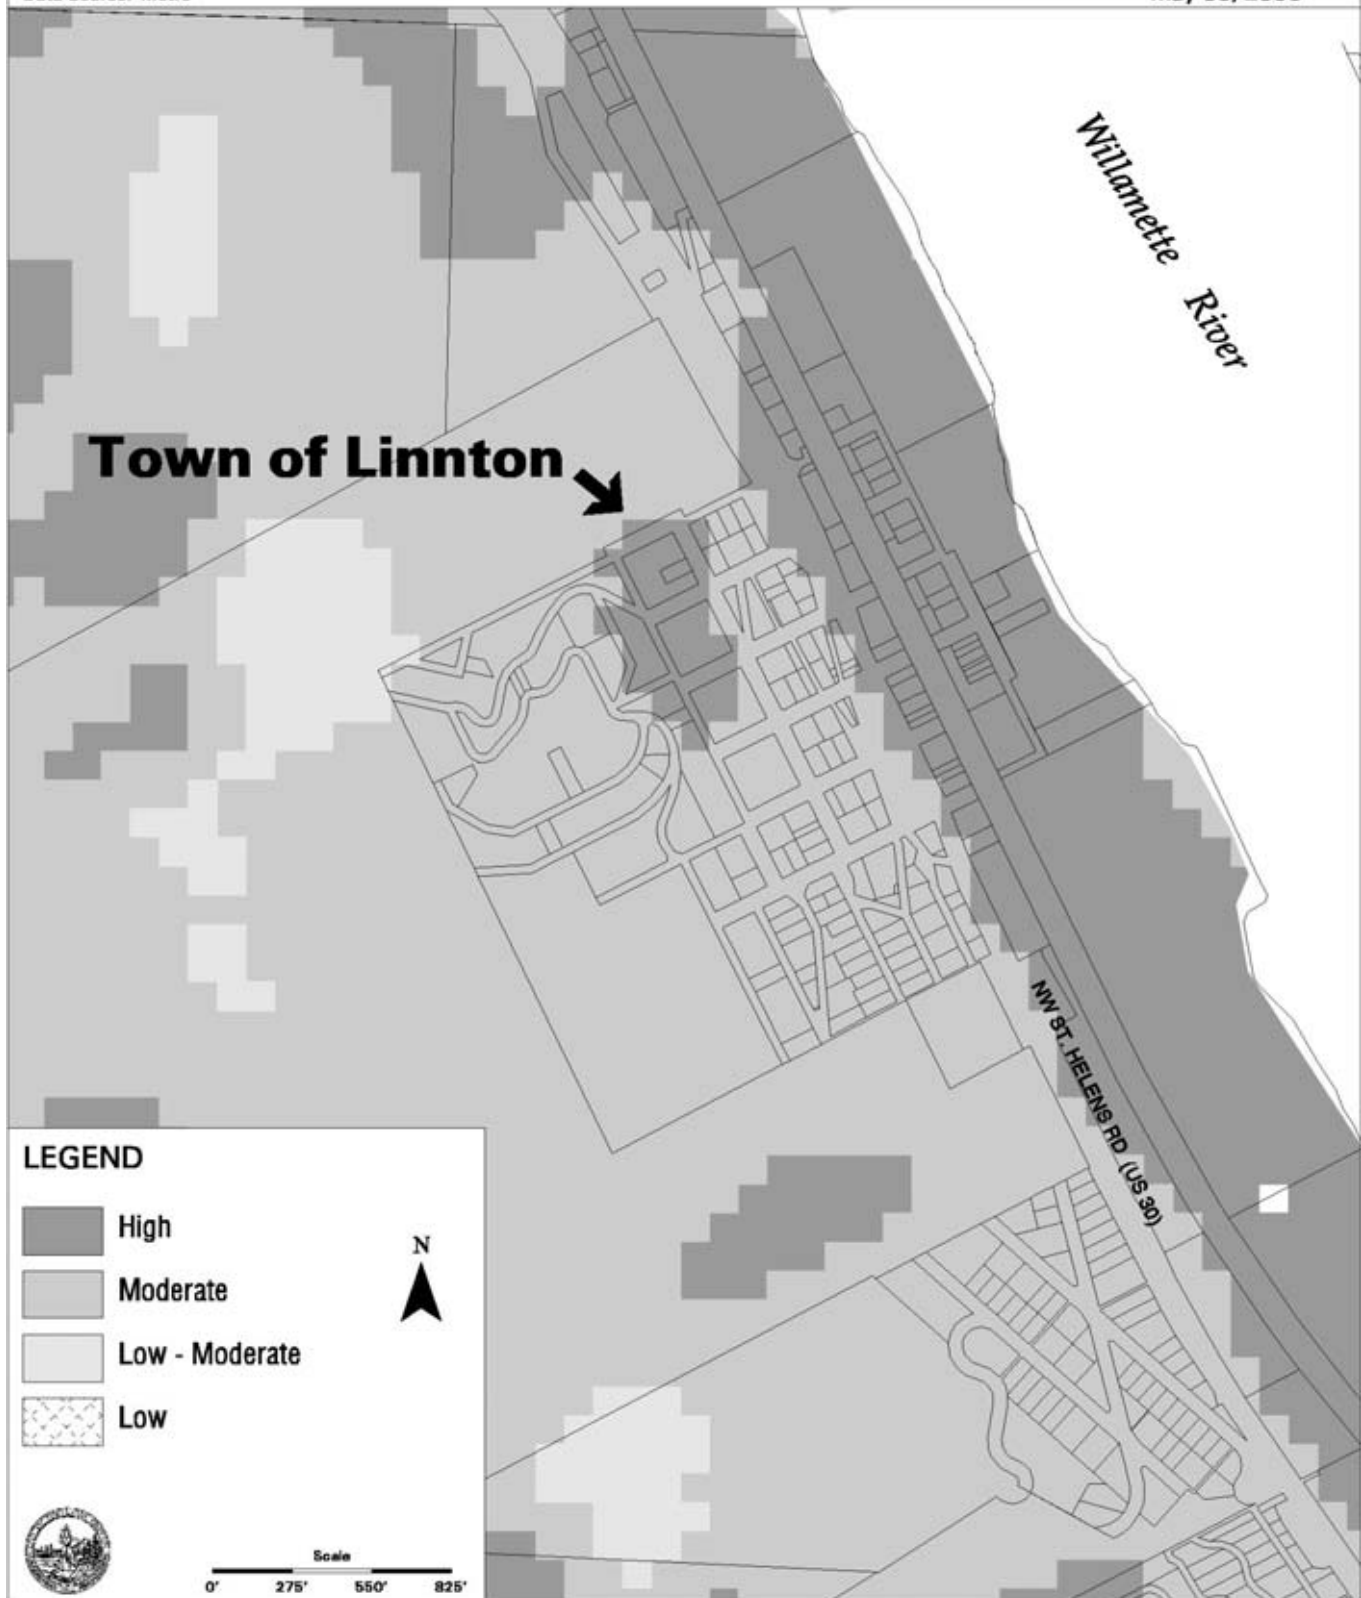 Willamette River
Town of Linnton
NW ST. HELENS RD (US 30)
LEGEND
High
Moderate
Low - Moderate
Low
N
Scale
0' 275' 550' 825'